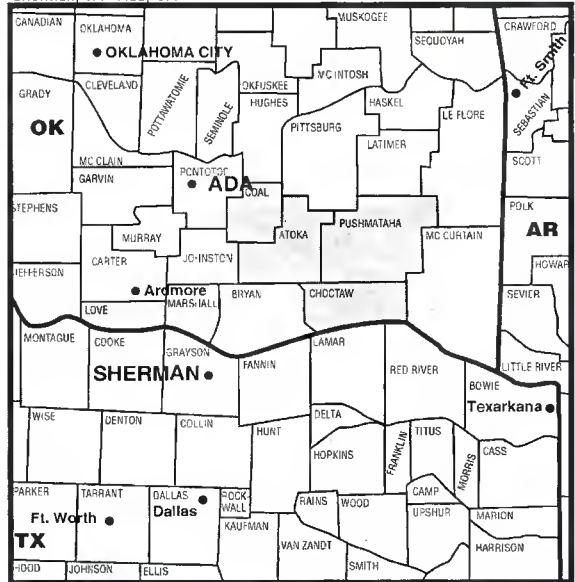 CANADIAN
OKLAHOMA
MUSKOGEE
CRAWFORD
OKLAHOMA CITY
SEQUOYAH
Ft. Smith
CLEVELAND
MC INTOSH
GRADY
POTTAWATOMIE
SEMINOLE
OKFUSKEE
HUGHES
HASKEL
LE FLORE
SEBASTIAN
OK
PITTSBURG
LATIMER
SCOTT
MC CLAIN
GARVIN
PONTOTOC
ADA
COAL
STEPHENS
ATOKA
PUSHMATAHA
POLK
AR
MURRAY
MC CURTAIN
CARTER
JOHNSTON
HOWAR
JEFFERSON
Ardmore
BRYAN
CHOCTAW
SEVIER
LOVE
MARSHALL
MONTAGUE
COOKE
GRAYSON
LAMAR
SHERMAN
FANNIN
RED RIVER
LITTLE RIVER
BOWIE
Texarkana
WISE
DENTON
COLLIN
HUNT
DELTA
HOPKINS
FRANKLIN
TITUS
MORRIS
CASS
PARKER
TARRANT
DALLAS
Dallas
ROCK-
WALL
RAINS
WOOD
CAMP
UPSHUR
MARION
Ft. Worth
KAUFMAN
TX
VAN ZANDT
HARRISON
SMITH
HOOD
JOHNSON
ELLIS